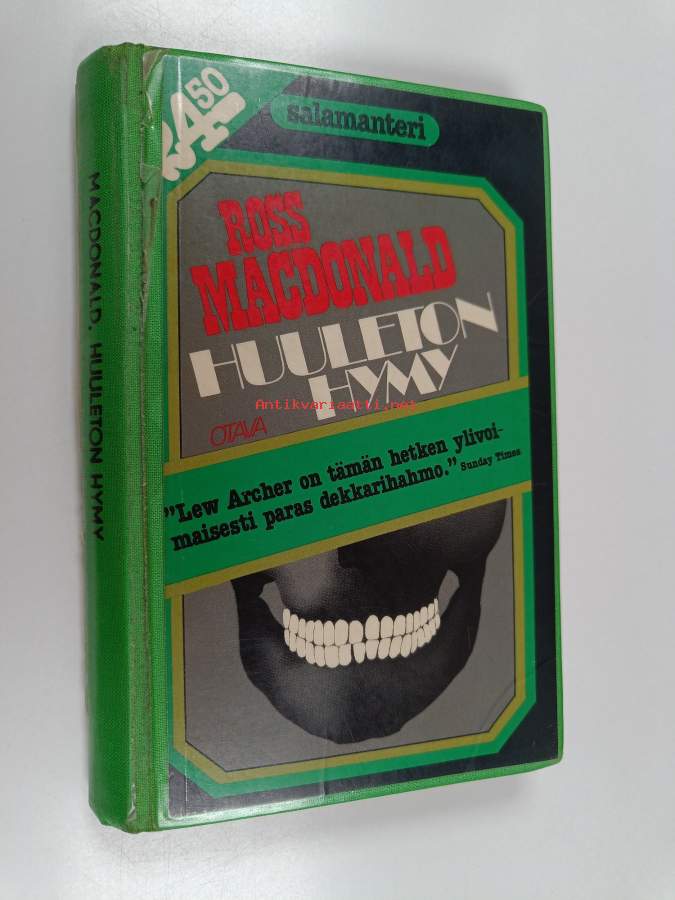 24 50
salamanteri
ROSS
MACDONALD
HUULETON
HYMY
Antikvariaatti.net
OTAVA
”Lew Archer on tämän hetken ylivoi-
maisesti paras dekkarihahmo.” Sunday Times
MACDONALD, HUULETON HYMY